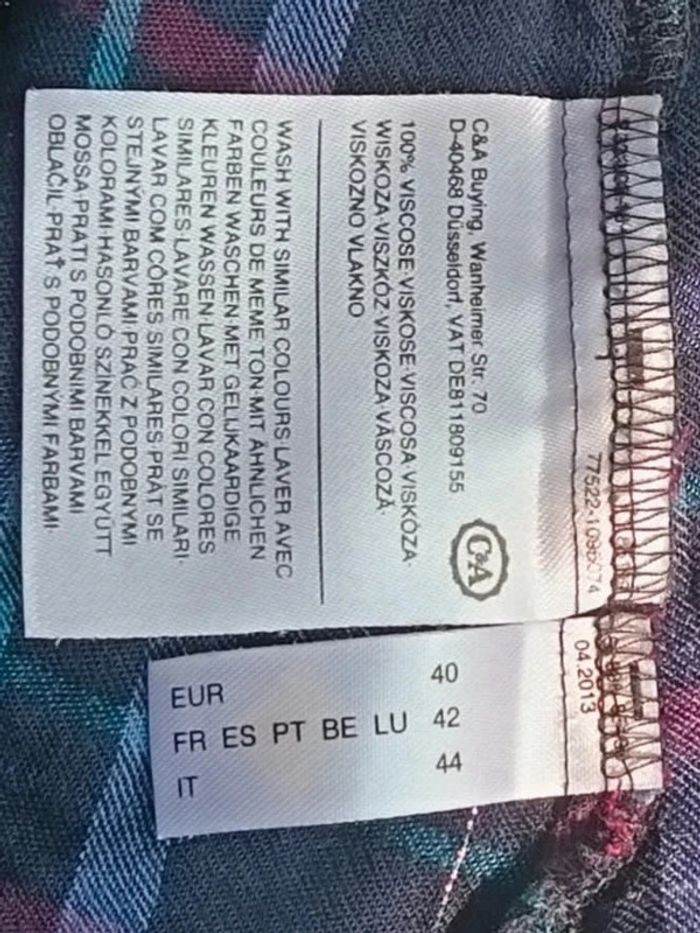 77522-109
C&A
C&A Buying, Wanheimer Str. 70
D-40468 Düsseldorf, VAT DE811809155
100% VISCOSE·VISKOSE·VISCOSA·VISKÓZA·
WISKOZA·VISZKÓZ·VISKOZA·VÂSCOZĂ·
VISKOZNO VLAKNO
WASH WITH SIMILAR COLOURS·LAVER AVEC
COULEURS DE MEME TON·MIT ÄHNLICHEN
FARBEN WASCHEN·MET GELIJKAARDIGE
KLEUREN WASSEN·LAVAR CON COLORES
SIMILARES·LAVARE CON COLORI SIMILARI·
LAVAR COM CÔRES SIMILARES·PRÁT SE
STEJNÝMI BARVAMI·PRAĆ Z PODOBNYMI
KOLORAMI·HASONLÓ SZÍNEKKEL EGYÜTT
MOSSA·PRATI S PODOBNIMI BARVAMI
OBLAČIL·PRAŤ S PODOBNÝMI FARBAMI·
04.2013
EUR 40
FR ES PT BE LU 42
IT 44